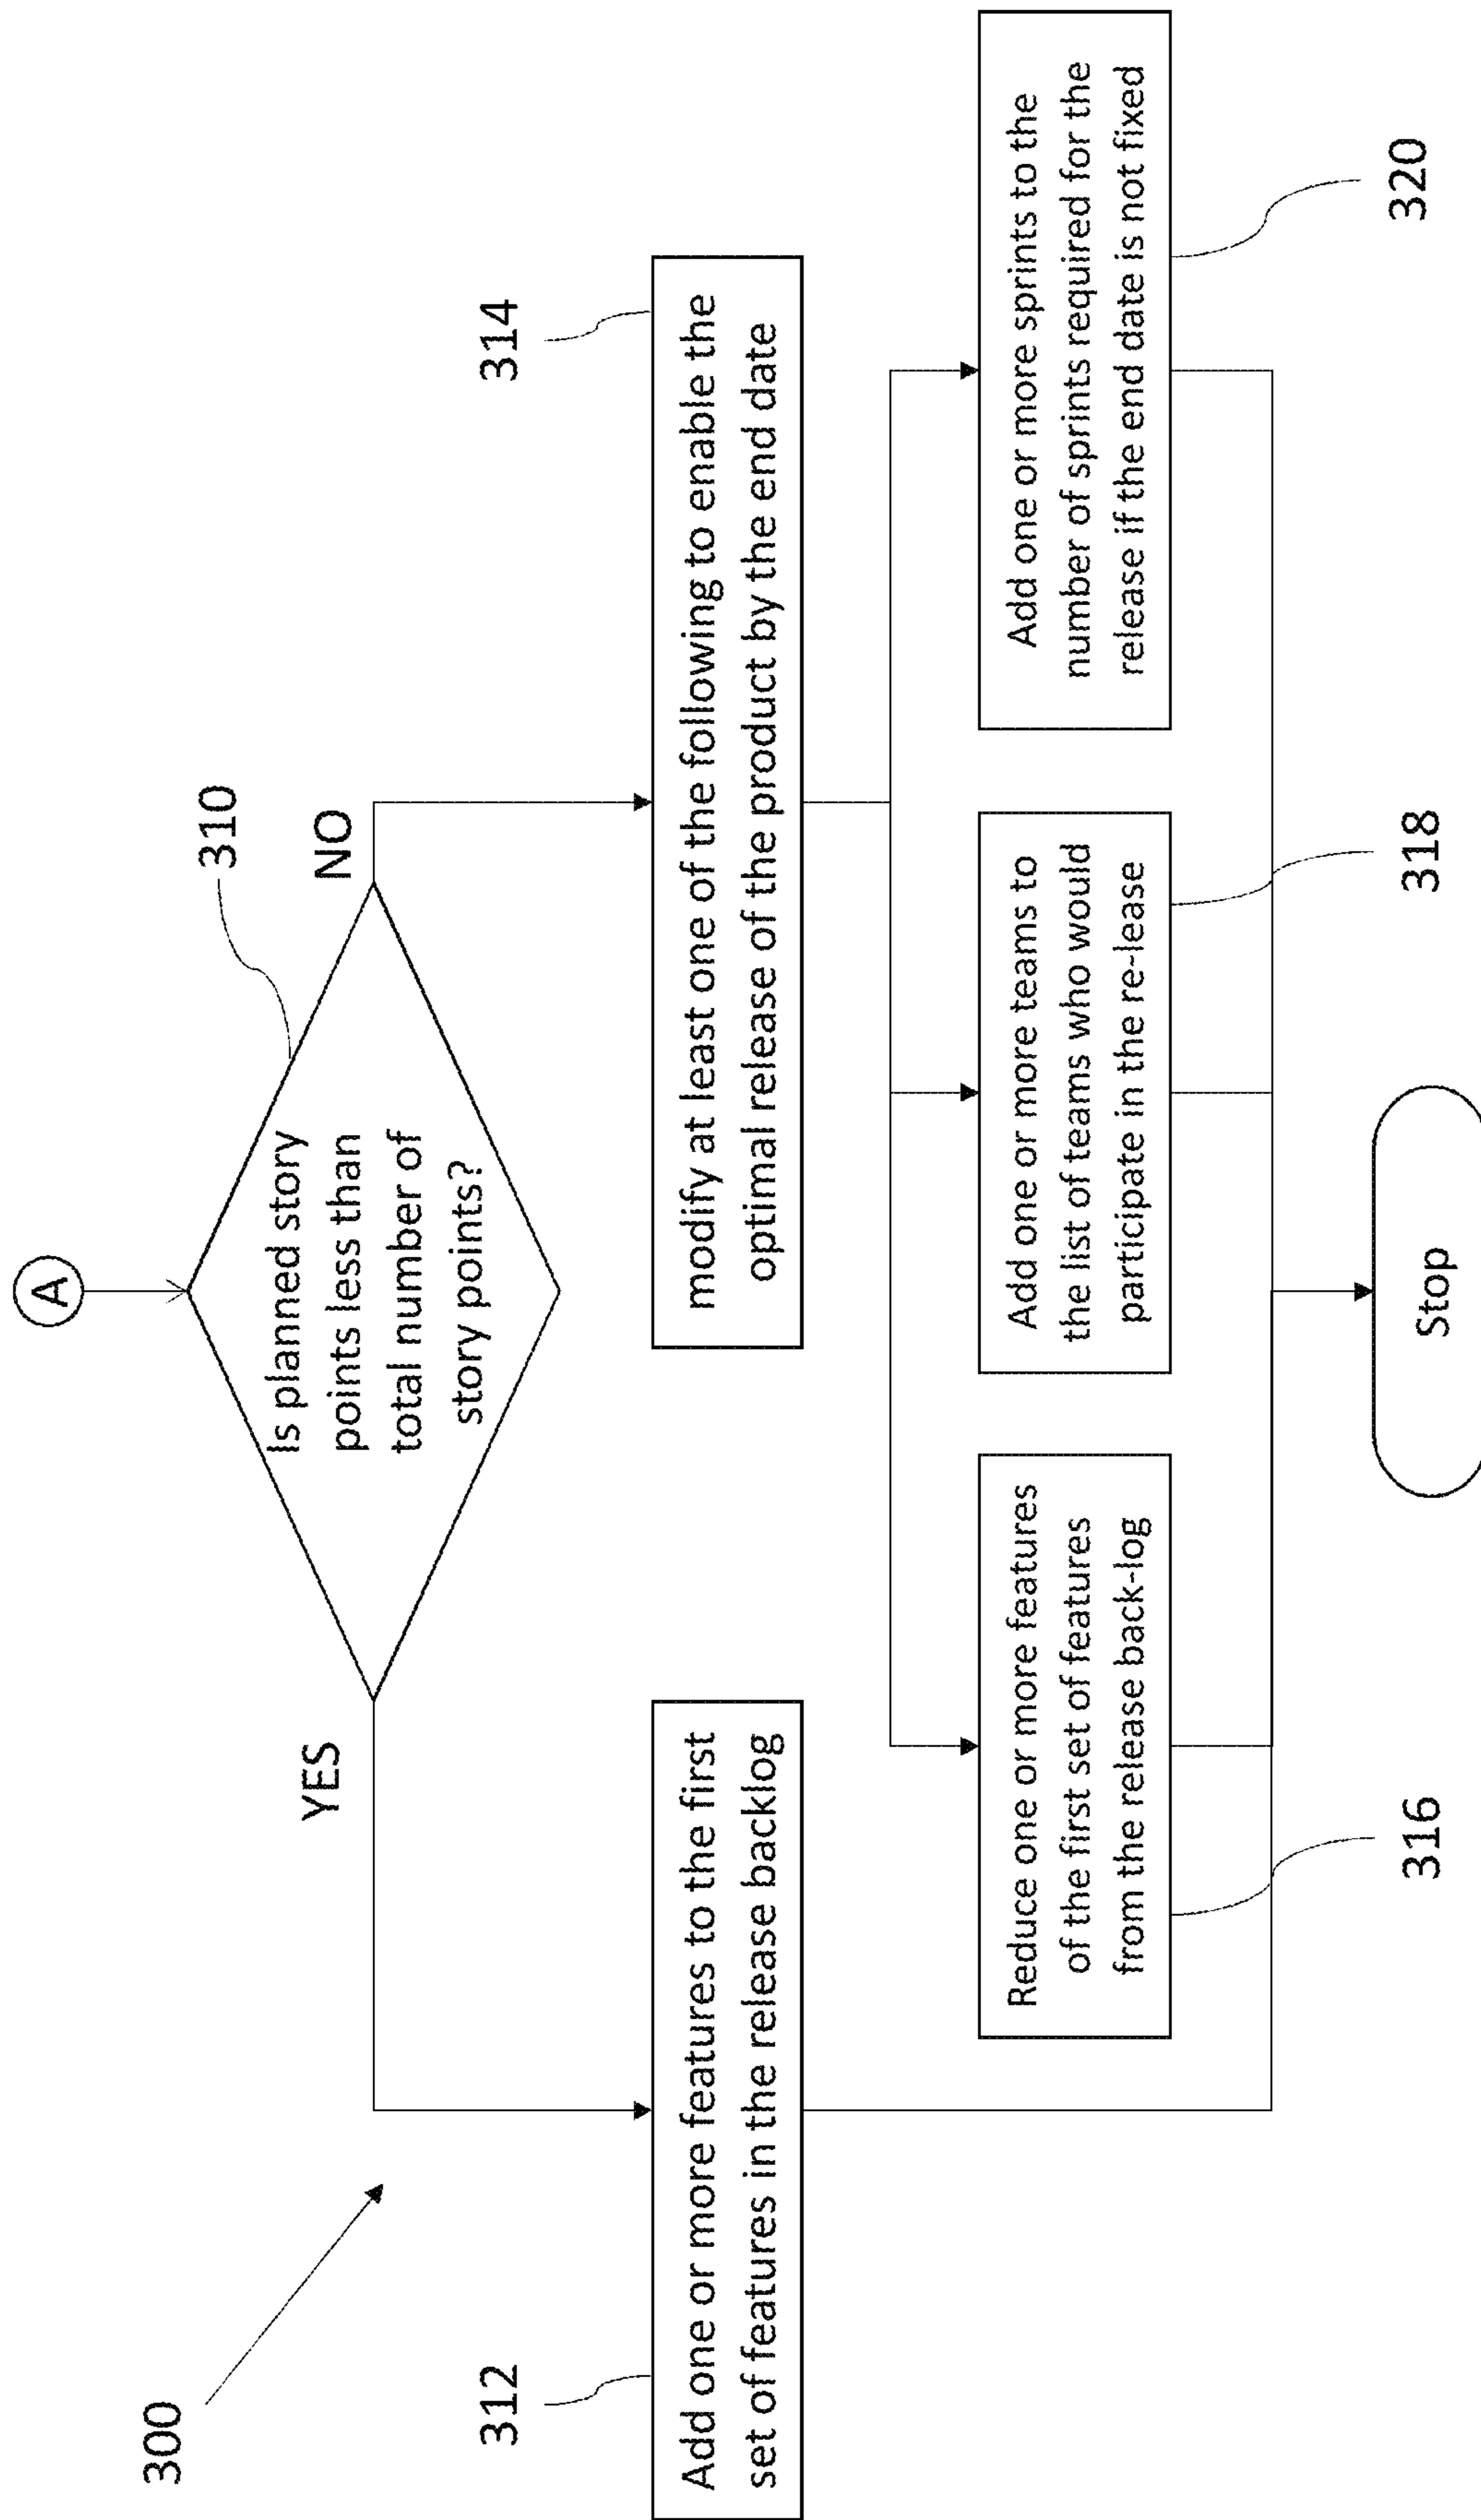 300
A
310
Is planned story
points less than
total number of
story points?
YES
NO
312
Add one or more features to the first
set of features in the release backlog
314
modify at least one of the following to enable the
optimal release of the product by the end date
Reduce one or more features
of the first set of features
from the release back-log
316
Add one or more teams to
the list of teams who would
participate in the re-lease
318
Add one or more sprints to the
number of sprints required for the
release if the end date is not fixed
320
Stop